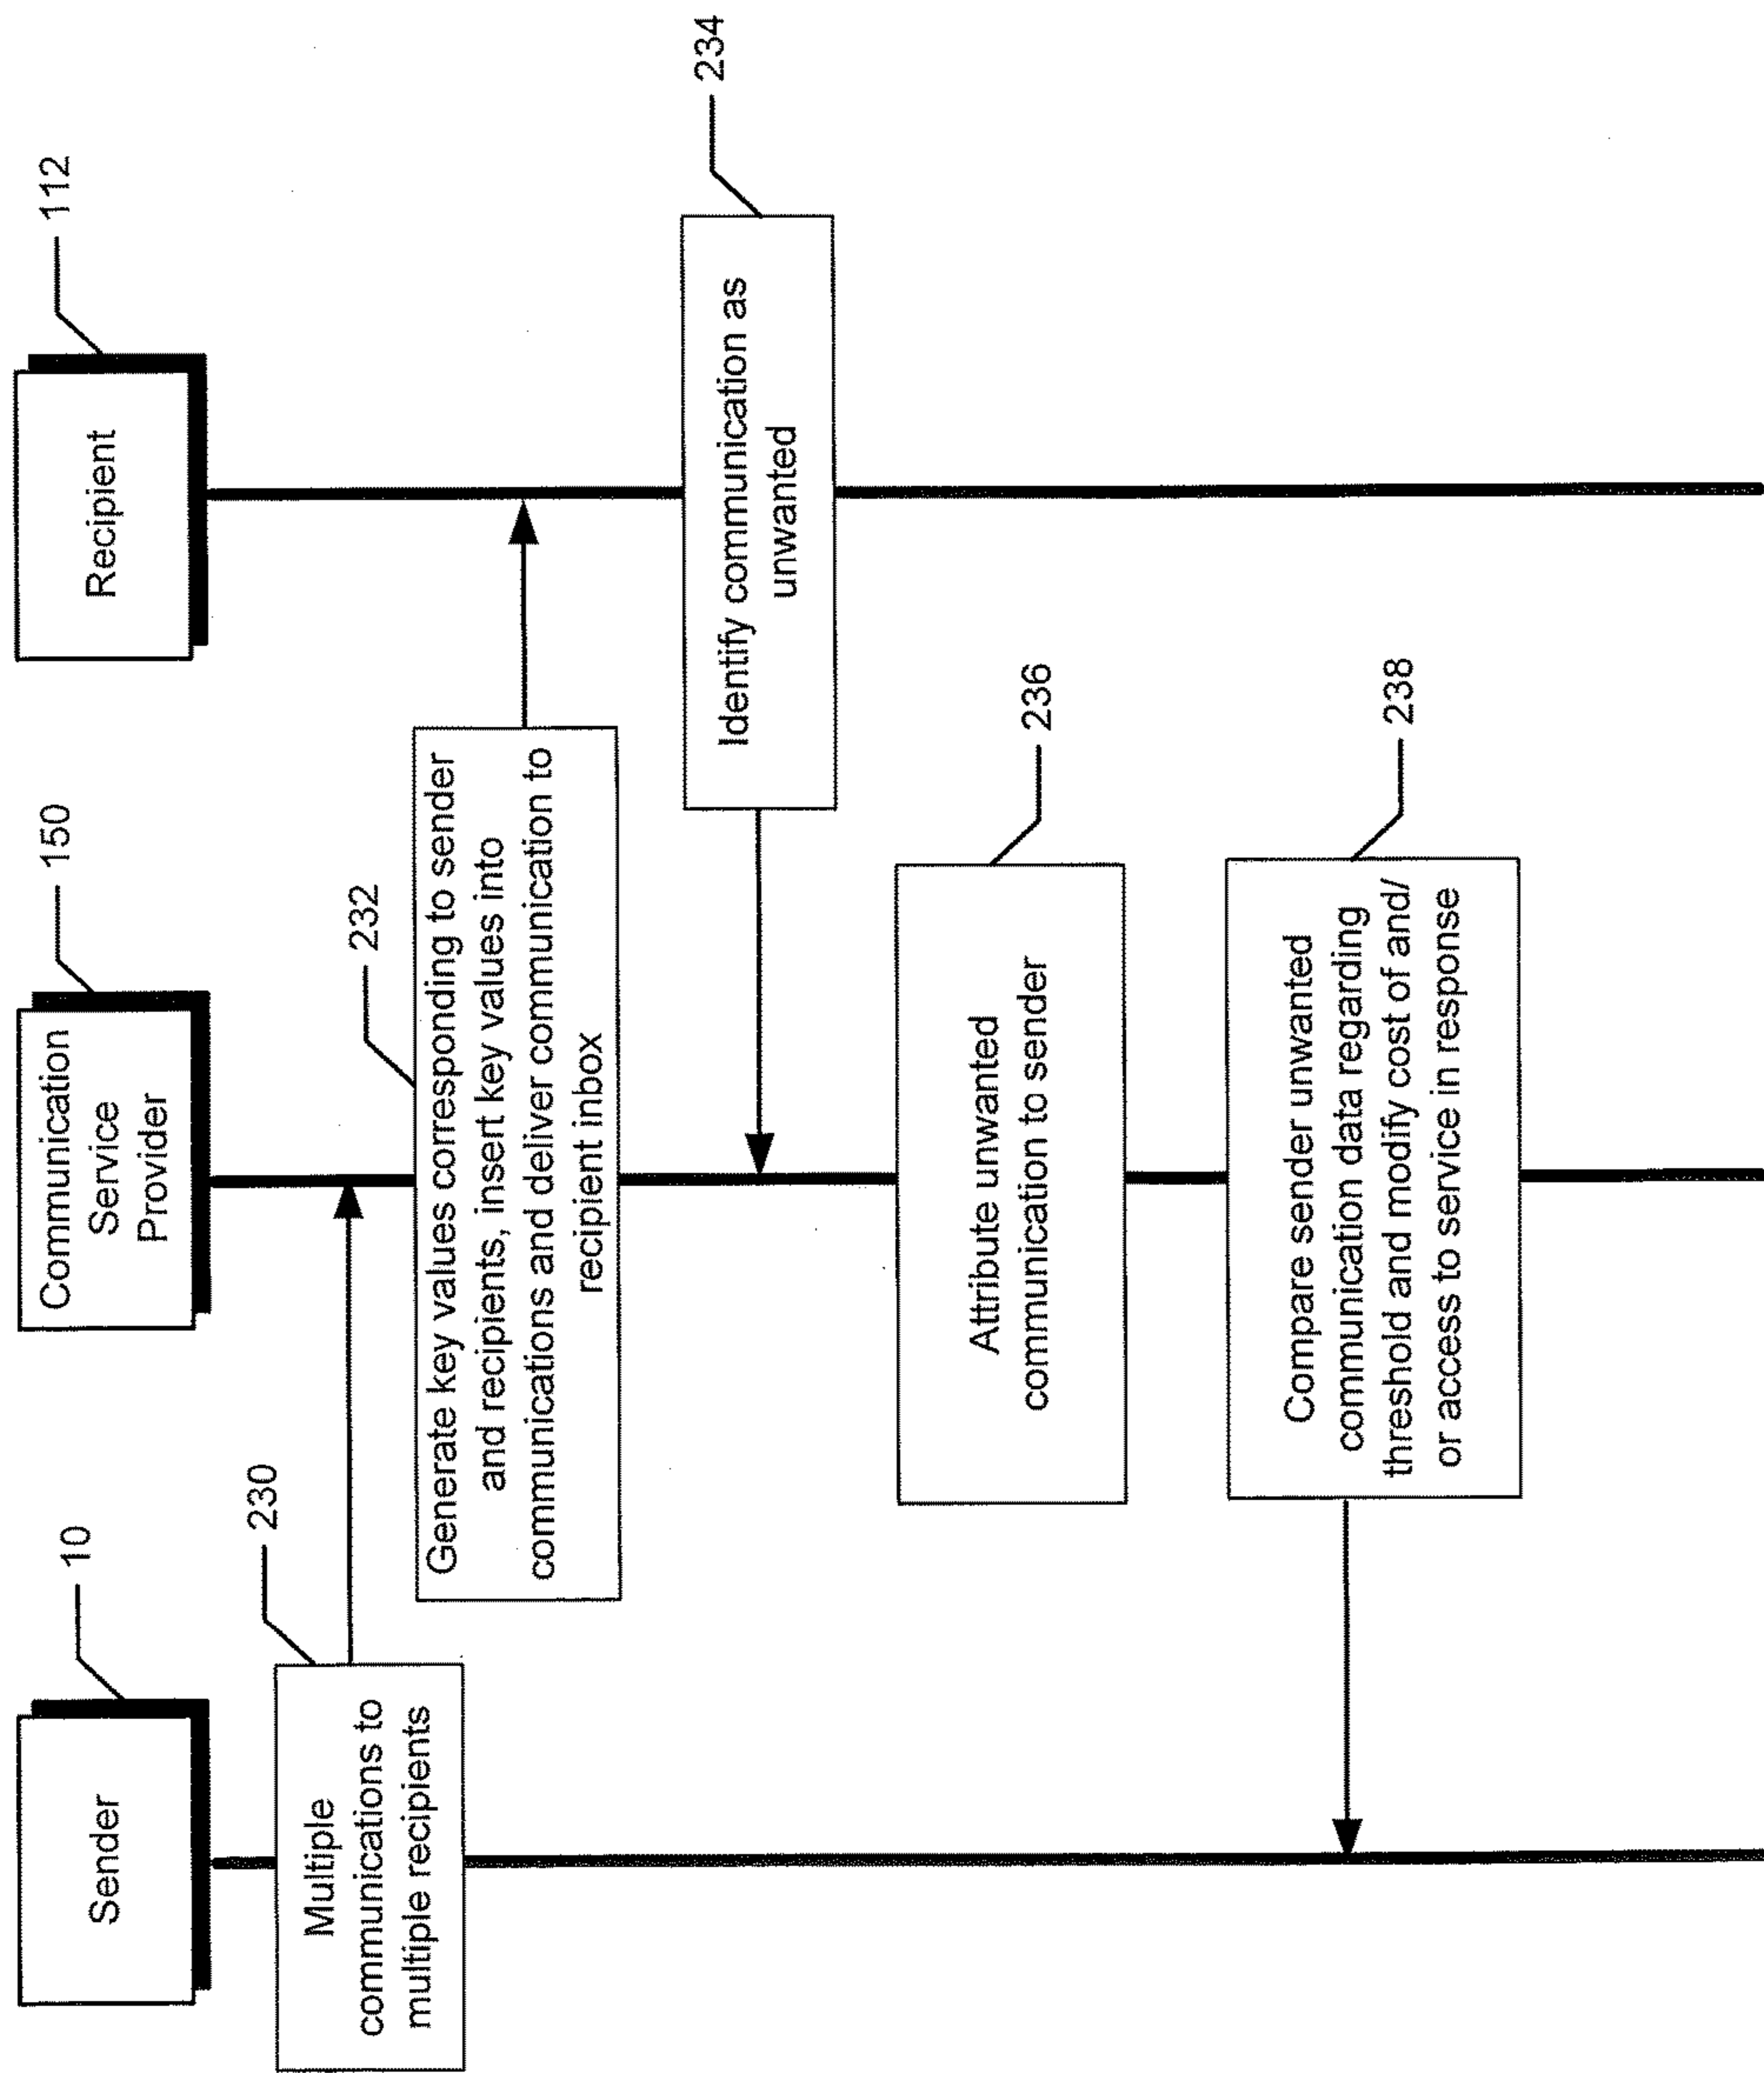 Sender
10
Communication
Service
Provider
150
Recipient
112
Multiple
communications to
multiple recipients
230
Generate key values corresponding to sender
and recipients, insert key values into
communications and deliver communication to
recipient inbox
232
Identify communication as
unwanted
234
Attribute unwanted
communication to sender
236
Compare sender unwanted
communication data regarding
threshold and modify cost of and/
or access to service in response
238